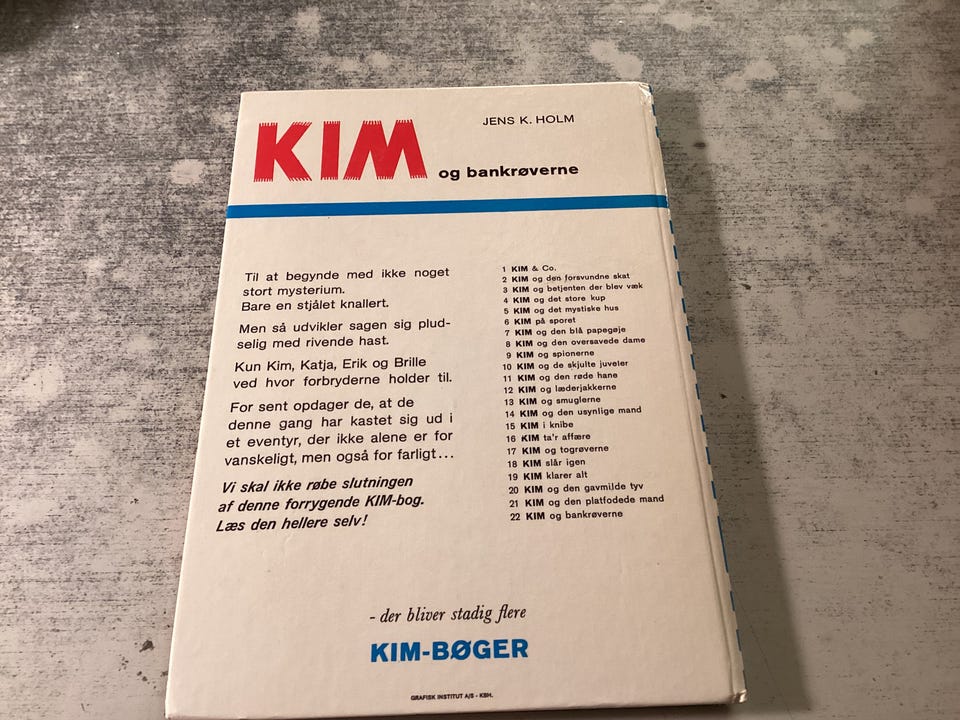 KIM og bankrøverne
JENS K. HOLM
Til at begynde med ikke noget
stort mysterium.
Bare en stjålet knallert.
Men så udvikler sagen sig plud-
selig med rivende hast.
Kun Kim, Katja, Erik og Brille
ved hvor forbryderne holder til.
For sent opdager de, at de
denne gang har kastet sig ud i
et eventyr, der ikke alene er for
vanskeligt, men også for farligt...
Vi skal ikke røbe slutningen
af denne forrygende KIM-bog.
Læs den hellere selv!
1 KIM & Co.
2 KIM og den forsvundne skat
3 KIM og betjenten der blev væk
4 KIM og det store kup
5 KIM og det mystiske hus
6 KIM på sporet
7 KIM og den blå papegøje
8 KIM og den oversavede dame
9 KIM og spionerne
10 KIM og de skjulte juveler
11 KIM og den røde hane
12 KIM og læderjakkerne
13 KIM og smuglerne
14 KIM og den usynlige mand
15 KIM i knibe
16 KIM ta'r affære
17 KIM og togrøverne
18 KIM slår igen
19 KIM klarer alt
20 KIM og den gavmilde tyv
21 KIM og den platfodede mand
22 KIM og bankrøverne
- der bliver stadig flere
KIM-BØGER
GRAFISK INSTITUT A/S - KBH.